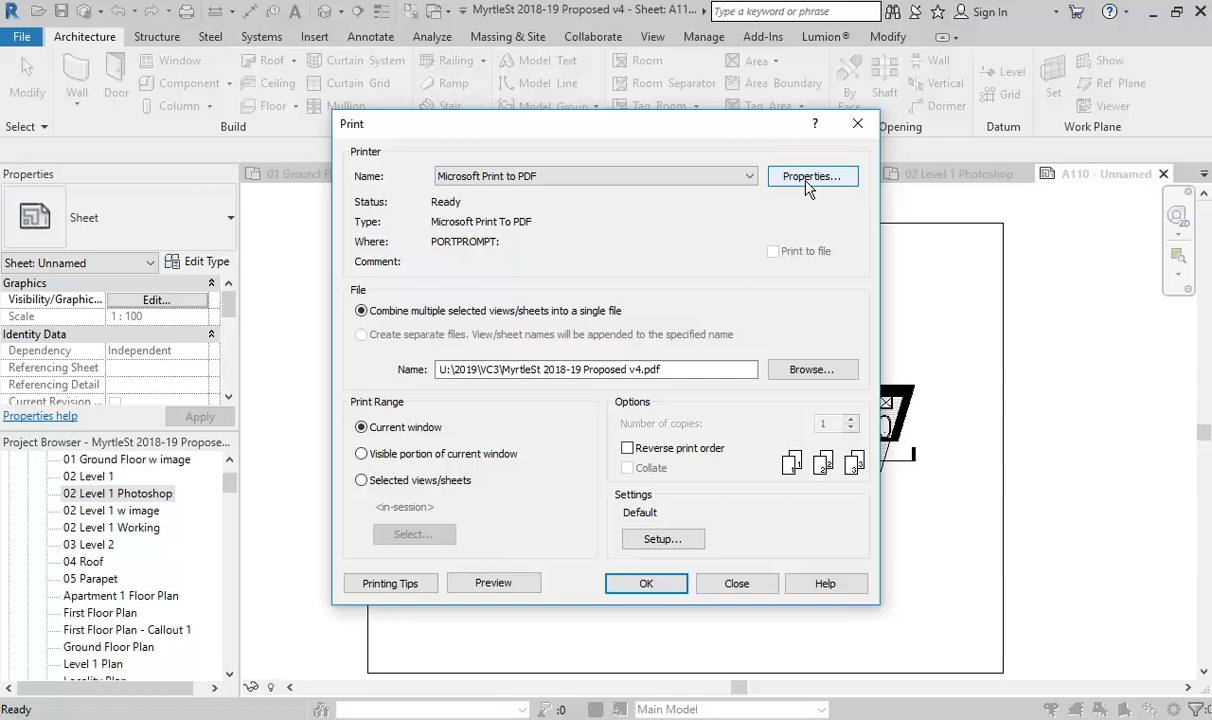 MyrtleSt 2018-19 Proposed v4 - Sheet: A11...
Type a keyword or phrase
Sign In
File Architecture Structure Steel Systems Insert Annotate Analyze Massing & Site Collaborate View Manage Add-Ins Lumion® Modify
Modify
Wall
Door
Window
Component
Column
Roof
Ceiling
Floor
Curtain System
Curtain Grid
Mullion
Railing
Ramp
Model Text
Model Line
Model Group
Room
Room Separator
Tag Room
Area
Area Boundary
Tag Area
By
Face
Shaft
Wall
Vertical
Dormer
Level
Grid
Set
Show
Ref Plane
Viewer
Select
Build
Opening
Datum
Work Plane
Properties
01 Ground
02 Level 1 Photoshop
A110 - Unnamed
Sheet
Sheet: Unnamed
Edit Type
Graphics
Visibility/Graphic...
Edit...
Scale
1 : 100
Identity Data
Dependency
Independent
Referencing Sheet
Referencing Detail
Current Revision
Properties help
Apply
Project Browser - MyrtleSt 2018-19 Propose...
01 Ground Floor w image
02 Level 1
02 Level 1 Photoshop
02 Level 1 w image
02 Level 1 Working
03 Level 2
04 Roof
05 Parapet
Apartment 1 Floor Plan
First Floor Plan
First Floor Plan - Callout 1
Ground Floor Plan
Level 1 Plan
Locality Plan
Print
?
Printer
Name:
Microsoft Print to PDF
Properties...
Status:
Ready
Type:
Microsoft Print To PDF
Where:
PORTPROMPT:
Comment:
Print to file
File
Combine multiple selected views/sheets into a single file
Create separate files. View/sheet names will be appended to the specified name
Name:
U:\2019\VC3\MyrtleSt 2018-19 Proposed v4.pdf
Browse...
Print Range
Current window
Visible portion of current window
Selected views/sheets
<in-session>
Select...
Options
Number of copies:
1
Reverse print order
Collate
Settings
Default
Setup...
Printing Tips
Preview
OK
Close
Help
Ready
:0
Main Model
:0